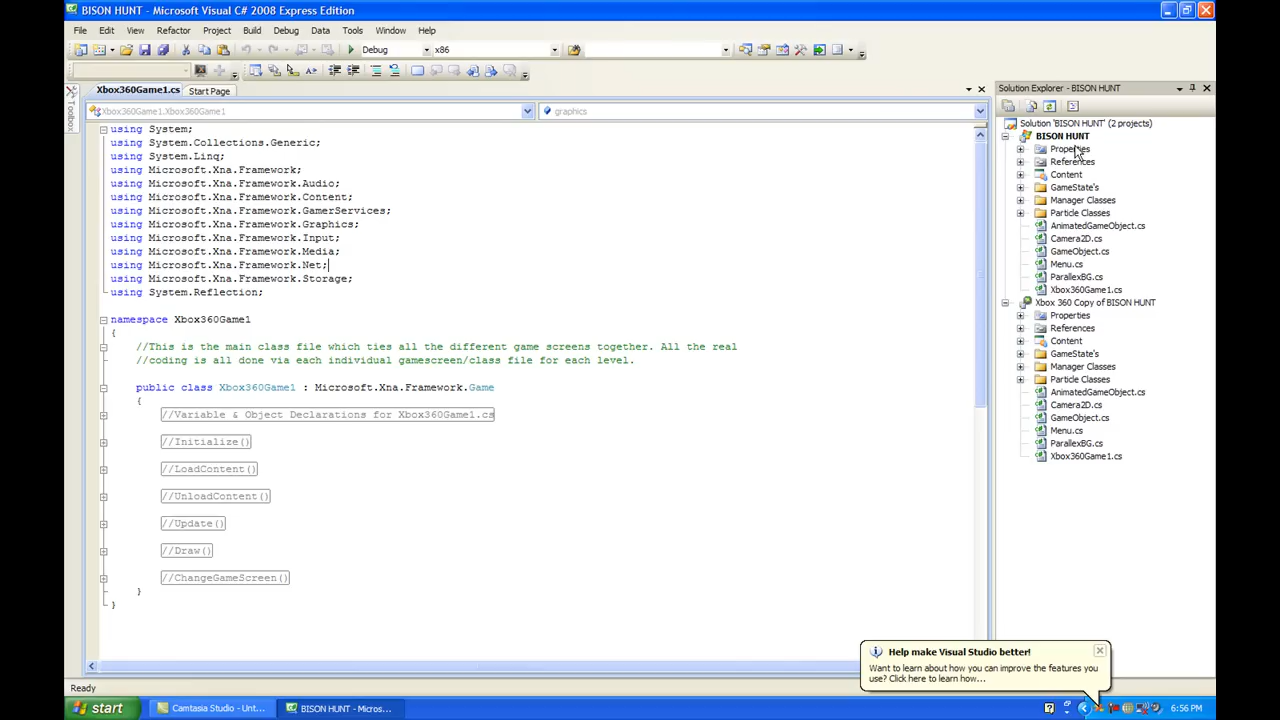 BISON HUNT - Microsoft Visual C# 2008 Express Edition
File Edit View Refactor Project Build Debug Data Tools Window Help
Debug x86
Xbox360Game1.cs Start Page
Xbox360Game1.Xbox360Game1 graphics
Toolbox
using System;
using System.Collections.Generic;
using System.Linq;
using Microsoft.Xna.Framework;
using Microsoft.Xna.Framework.Audio;
using Microsoft.Xna.Framework.Content;
using Microsoft.Xna.Framework.GamerServices;
using Microsoft.Xna.Framework.Graphics;
using Microsoft.Xna.Framework.Input;
using Microsoft.Xna.Framework.Media;
using Microsoft.Xna.Framework.Net;
using Microsoft.Xna.Framework.Storage;
using System.Reflection;
namespace Xbox360Game1
{
//This is the main class file which ties all the different game screens together. All the real
//coding is all done via each individual gamescreen/class file for each level.
public class Xbox360Game1 : Microsoft.Xna.Framework.Game
{
//Variable & Object Declarations for Xbox360Game1.cs
//Initialize()
//LoadContent()
//UnloadContent()
//Update()
//Draw()
//ChangeGameScreen()
}
}
Solution Explorer - BISON HUNT
Solution 'BISON HUNT' (2 projects)
BISON HUNT
Properties
References
Content
GameState's
Manager Classes
Particle Classes
AnimatedGameObject.cs
Camera2D.cs
GameObject.cs
Menu.cs
ParallexBG.cs
Xbox360Game1.cs
Xbox 360 Copy of BISON HUNT
Properties
References
Content
GameState's
Manager Classes
Particle Classes
AnimatedGameObject.cs
Camera2D.cs
GameObject.cs
Menu.cs
ParallexBG.cs
Xbox360Game1.cs
Help make Visual Studio better!
Want to learn about how you can improve the features you
use? Click here to learn how...
Ready
start Camtasia Studio - Unt... BISON HUNT - Micros... 6:56 PM